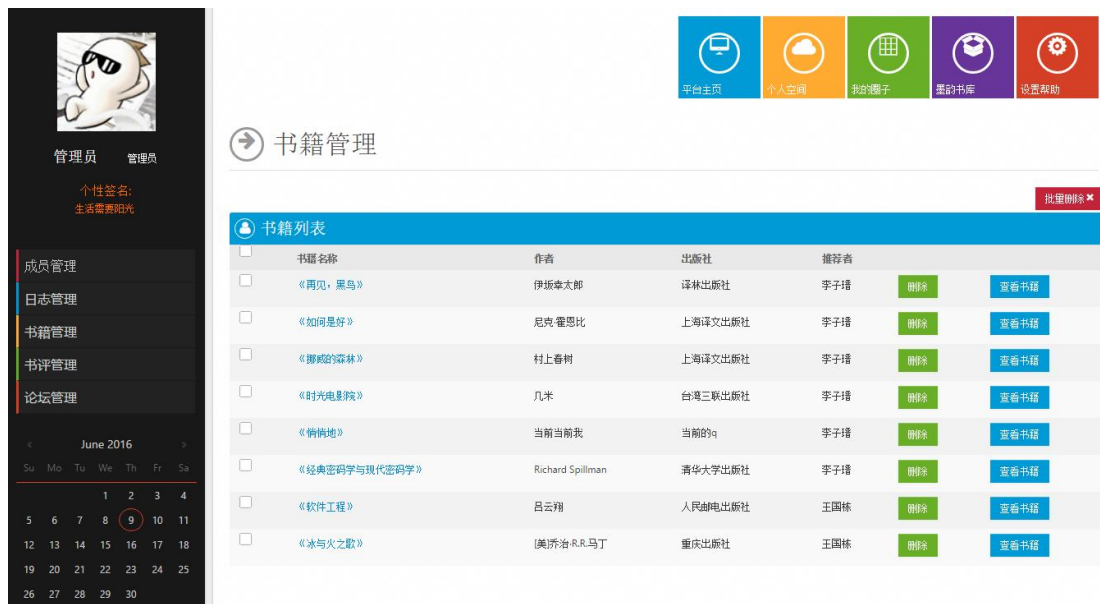 平台主页 个人空间 我的圈子 墨韵书库 设置帮助
管理员 管理员
个性签名:
生活需要阳光
成员管理
日志管理
书籍管理
书评管理
论坛管理
< June 2016 >
Su Mo Tu We Th Fr Sa
1 2 3 4
5 6 7 8 9 10 11
12 13 14 15 16 17 18
19 20 21 22 23 24 25
26 27 28 29 30
书籍管理
批量删除
书籍列表
书籍名称 作者 出版社 推荐者
《再见，黑鸟》 伊坂幸太郎 译林出版社 李子璔 删除 查看书籍
《如何是好》 尼克·霍恩比 上海译文出版社 李子璔 删除 查看书籍
《挪威的森林》 村上春树 上海译文出版社 李子璔 删除 查看书籍
《时光电影院》 几米 台湾三联出版社 李子璔 删除 查看书籍
《悄悄地》 当前当前我 当前的q 李子璔 删除 查看书籍
《经典密码学与现代密码学》 Richard Spillman 清华大学出版社 李子璔 删除 查看书籍
《软件工程》 吕云翔 人民邮电出版社 王国栋 删除 查看书籍
《冰与火之歌》 [美]乔治·R.R.马丁 重庆出版社 王国栋 删除 查看书籍